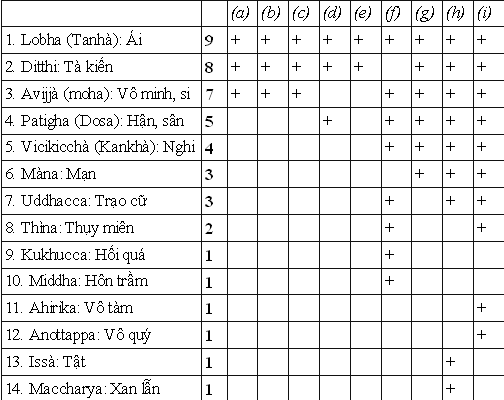 (a) (b) (c) (d) (e) (f) (g) (h) (i)
1. Lobha (Tanhà): Ái 9 + + + + + + + + +
2. Ditthi: Tà kiến 8 + + + + + + + +
3. Avijjà (moha): Vô minh, si 7 + + + + + + +
4. Patigha (Dosa): Hận, sân 5 + + + + +
5. Vicikicchà (Kankhà): Nghi 4 + + + +
6. Màna: Mạn 3 + + +
7. Uddhacca: Trạo cữ 3 + + +
8. Thìna: Thụy miên 2 + +
9. Kukhucca: Hối quá 1 +
10. Middha: Hôn trầm 1 +
11. Ahirika: Vô tàm 1 +
12. Anottappa: Vô quý 1 +
13. Issà: Tật 1 +
14. Maccharya: Xan lẫn 1 +